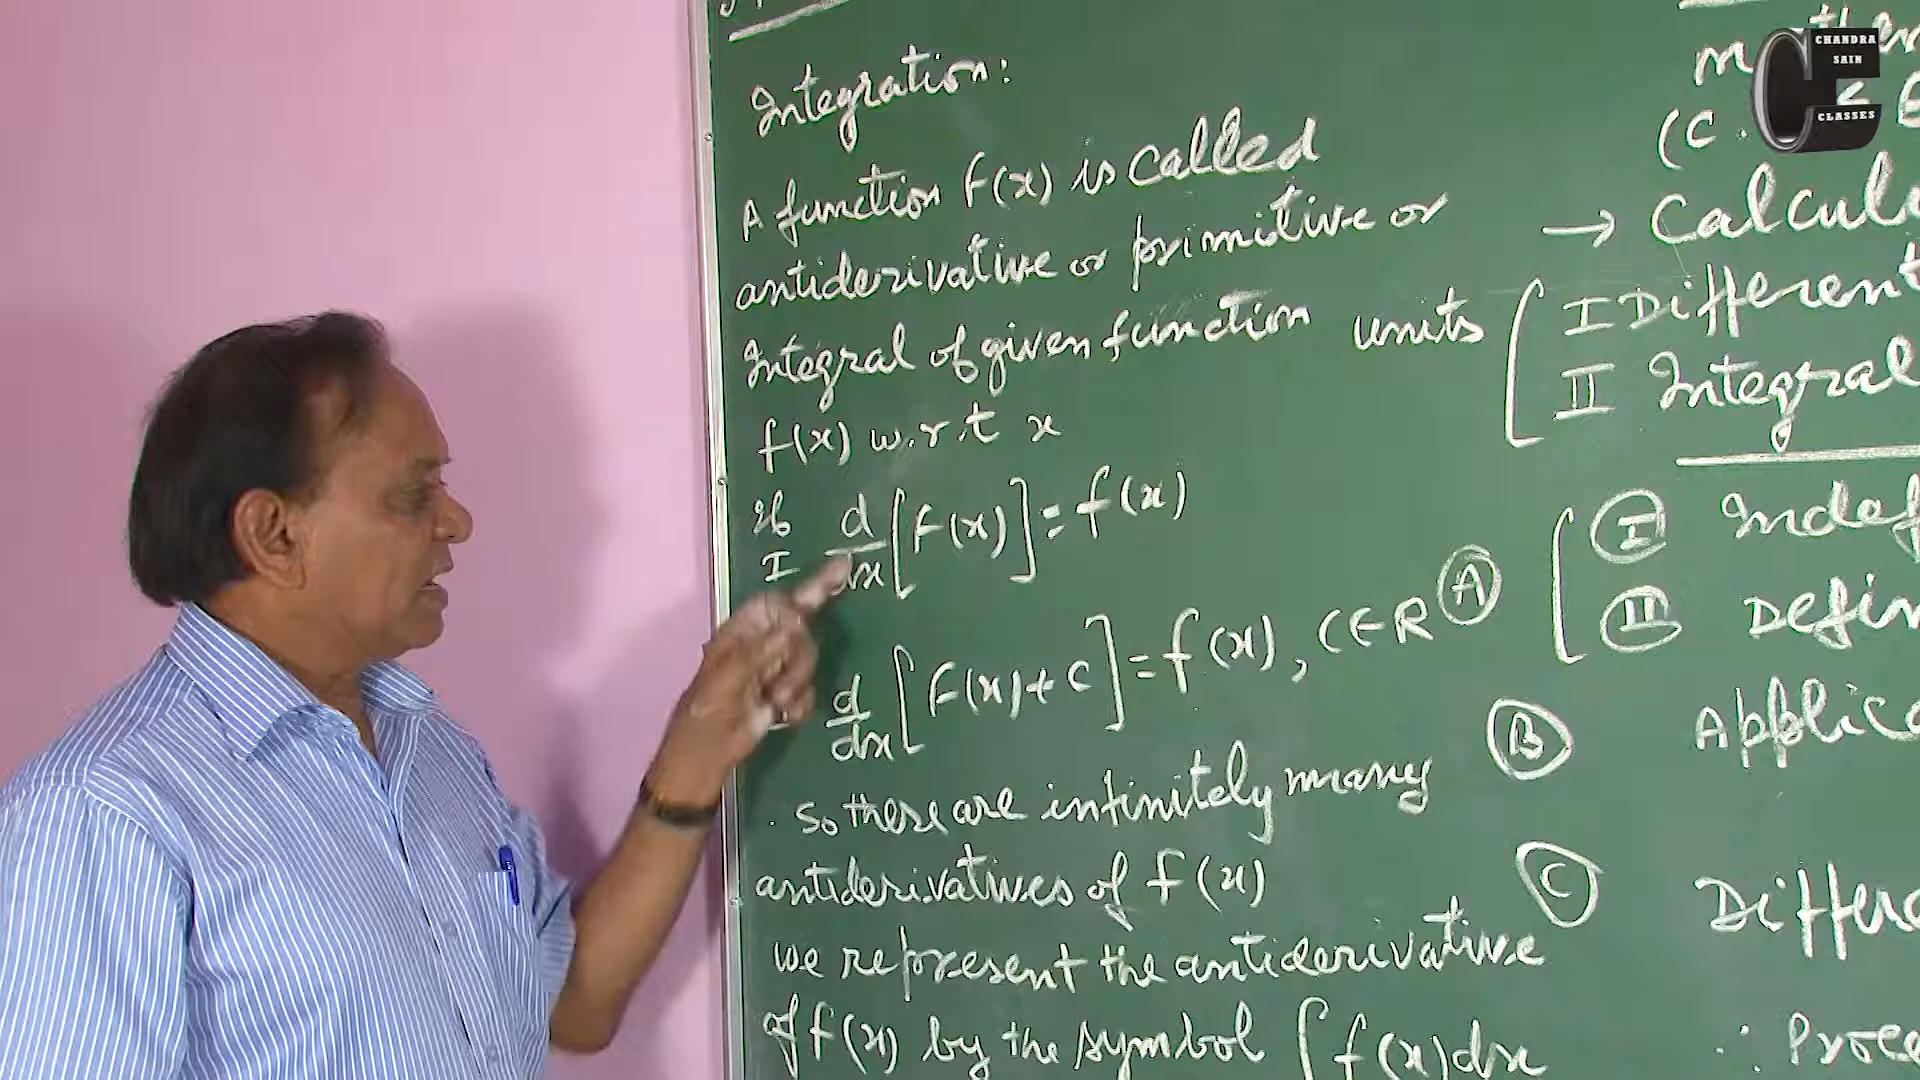 Integration:
A function F(x) is called
antiderivative or primitive or
Integral of given function
f(x) w.r.t x
If d/dx [F(x)] = f(x)
I
d/dx [F(x) + c] = f(x), C∈R
so there are infinitely many
antiderivatives of f(x)
we represent the antiderivative
of f(x) by the symbol ∫ f(x)dx
(C.
→ Calcul
units I Different
II Integral
I Indef
II Defin
A Applic
B
C Differe
∴ Proce
CHANDRA
SAIN
CLASSES